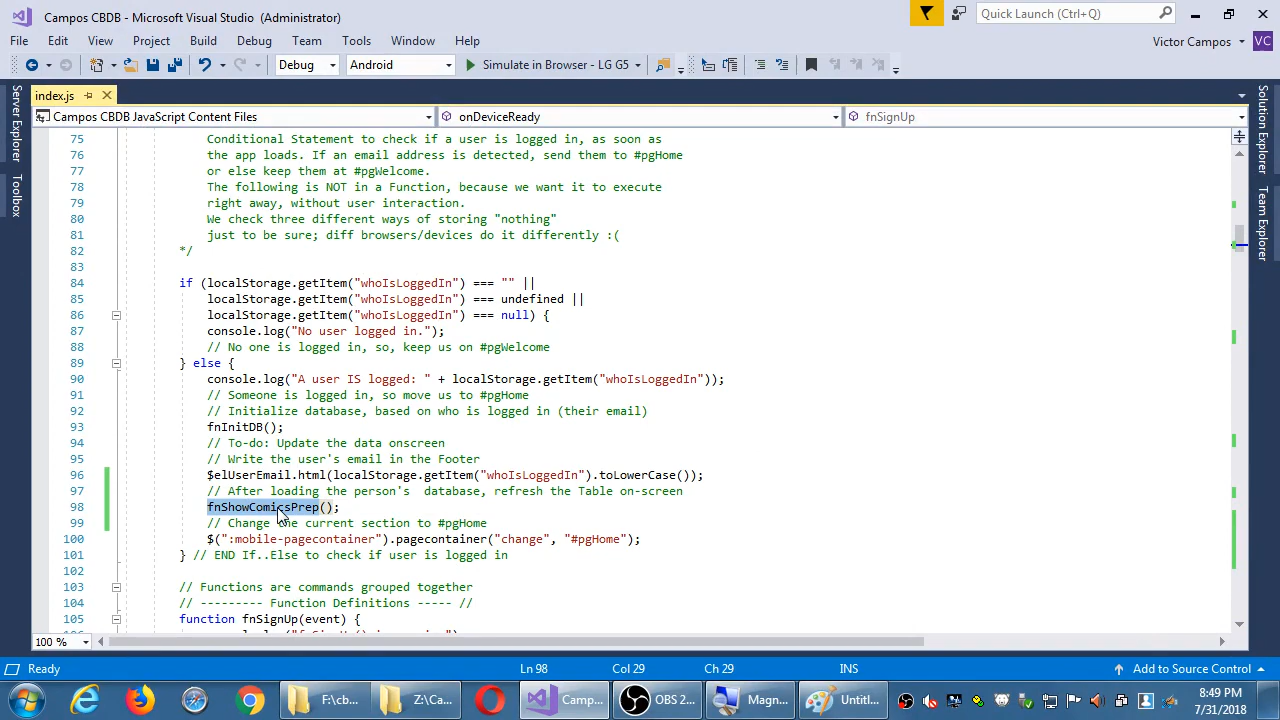 Campos CBDB - Microsoft Visual Studio (Administrator)
Quick Launch (Ctrl+Q)
File Edit View Project Build Debug Team Tools Window Help
Victor Campos VC
Debug Android Simulate in Browser - LG G5
index.js
Campos CBDB JavaScript Content Files onDeviceReady fnSignUp
Server Explorer
Toolbox
Solution Explorer
Team Explorer
75 Conditional Statement to check if a user is logged in, as soon as
76 the app loads. If an email address is detected, send them to #pgHome
77 or else keep them at #pgWelcome.
78 The following is NOT in a Function, because we want it to execute
79 right away, without user interaction.
80 We check three different ways of storing "nothing"
81 just to be sure; diff browsers/devices do it differently :(
82 */
83
84 if (localStorage.getItem("whoIsLoggedIn") === "" ||
85 localStorage.getItem("whoIsLoggedIn") === undefined ||
86 localStorage.getItem("whoIsLoggedIn") === null) {
87 console.log("No user logged in.");
88 // No one is logged in, so, keep us on #pgWelcome
89 } else {
90 console.log("A user IS logged: " + localStorage.getItem("whoIsLoggedIn"));
91 // Someone is logged in, so move us to #pgHome
92 // Initialize database, based on who is logged in (their email)
93 fnInitDB();
94 // To-do: Update the data onscreen
95 // Write the user's email in the Footer
96 $elUserEmail.html(localStorage.getItem("whoIsLoggedIn").toLowerCase());
97 // After loading the person's  database, refresh the Table on-screen
98 fnShowComicsPrep();
99 // Change the current section to #pgHome
100 $(":mobile-pagecontainer").pagecontainer("change", "#pgHome");
101 } // END If..Else to check if user is logged in
102
103 // Functions are commands grouped together
104 // --------- Function Definitions ----- //
105 function fnSignUp(event) {
100 %
Ready Ln 98 Col 29 Ch 29 INS Add to Source Control
F:\cb... Z:\Ca... Camp... OBS 2... Magn... Untitl...
8:49 PM
7/31/2018